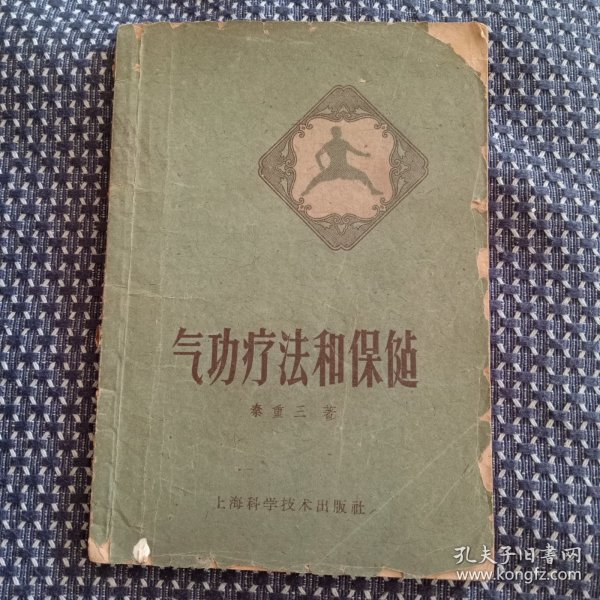 气功疗法和保㑬
秦重三 著
上海科学技术出版社
孔夫子旧书网
www.kongfz.com